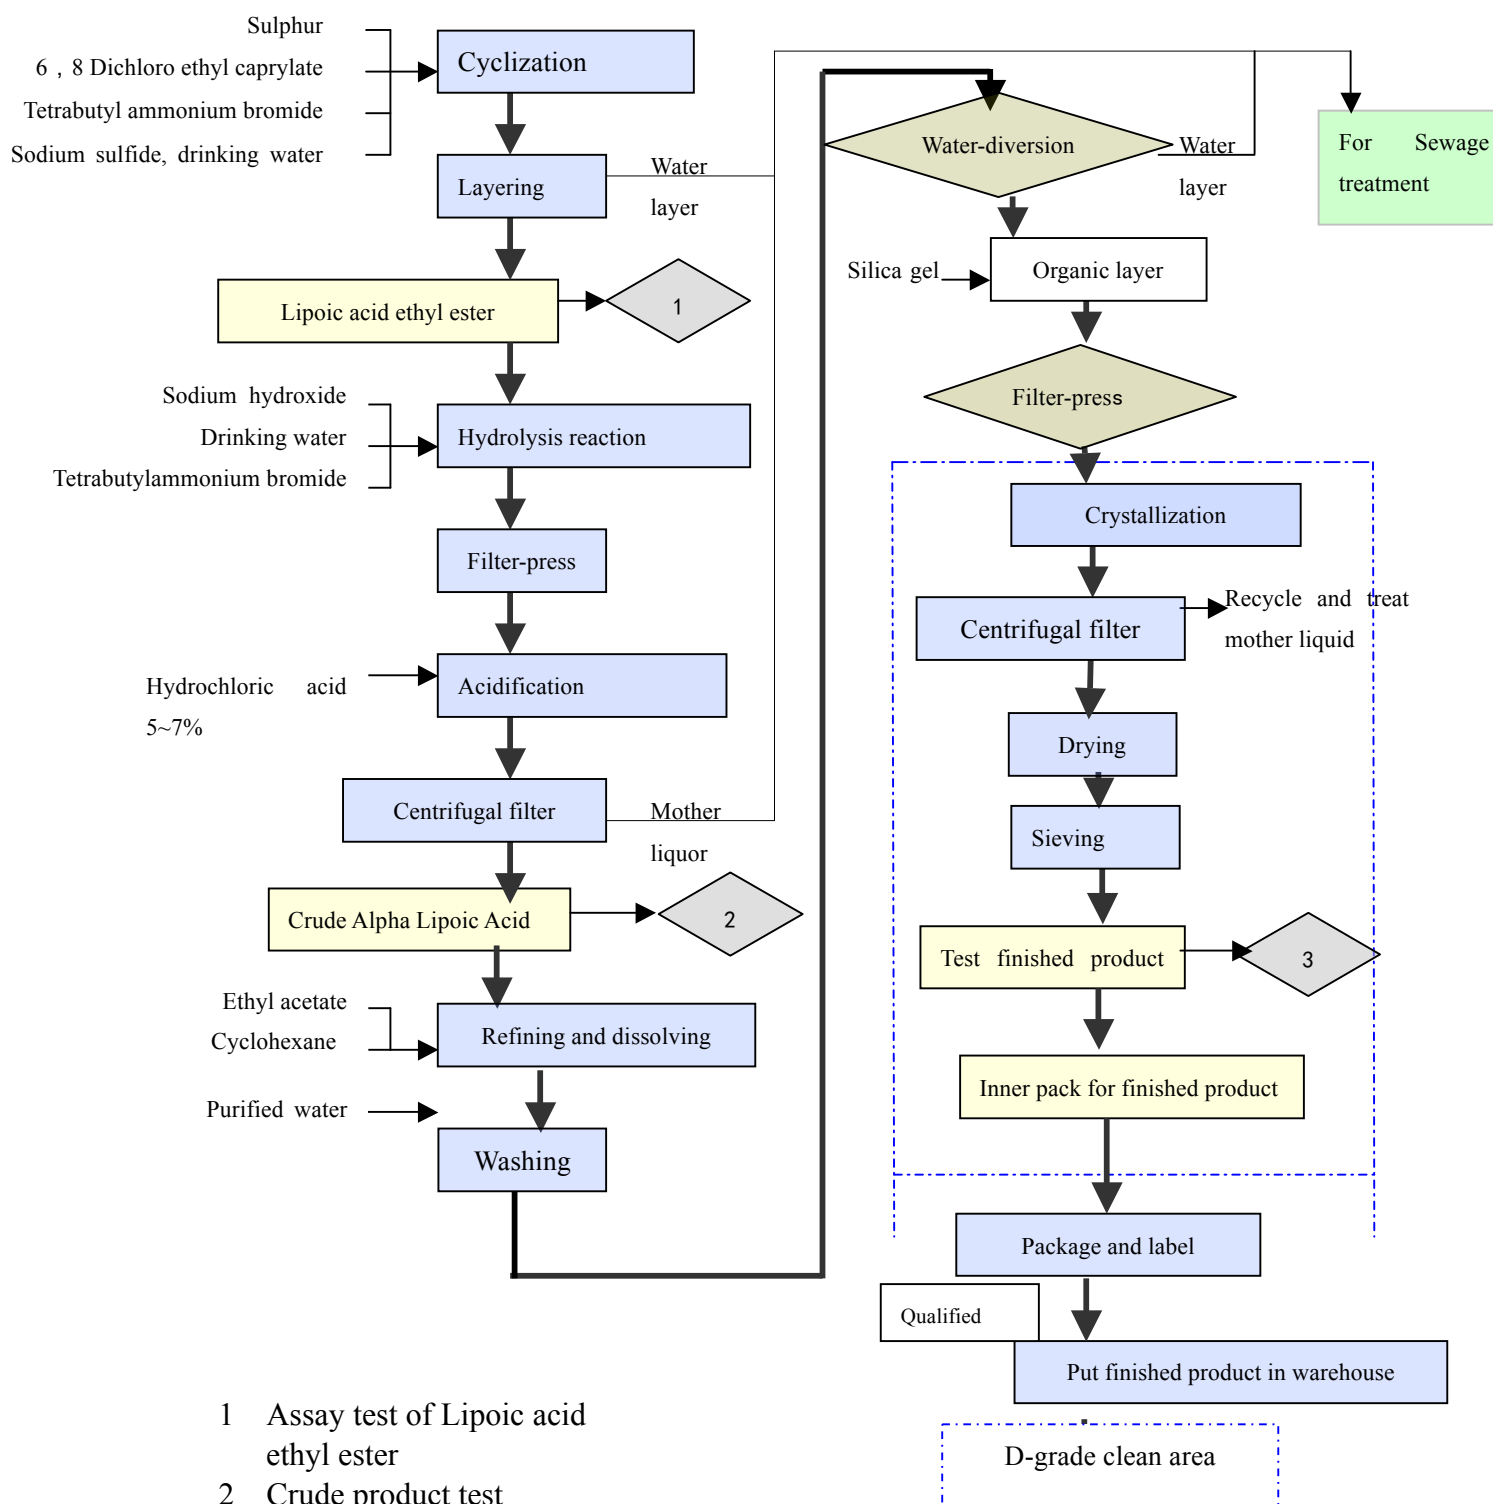 Sulphur
6，8 Dichloro ethyl caprylate
Tetrabutyl ammonium bromide
Sodium sulfide, drinking water
Cyclization
Layering
Water
layer
Lipoic acid ethyl ester
1
Sodium hydroxide
Drinking water
Tetrabutylammonium bromide
Hydrolysis reaction
Filter-press
Hydrochloric acid
5~7%
Acidification
Centrifugal filter
Mother
liquor
Crude Alpha Lipoic Acid
2
Ethyl acetate
Cyclohexane
Refining and dissolving
Purified water
Washing
Water-diversion
Water
layer
For Sewage
treatment
Silica gel
Organic layer
Filter-press
Crystallization
Centrifugal filter
Recycle and treat
mother liquid
Drying
Sieving
Test finished product
3
Inner pack for finished product
Package and label
Qualified
Put finished product in warehouse
D-grade clean area
1 Assay test of Lipoic acid
ethyl ester
2 Crude product test